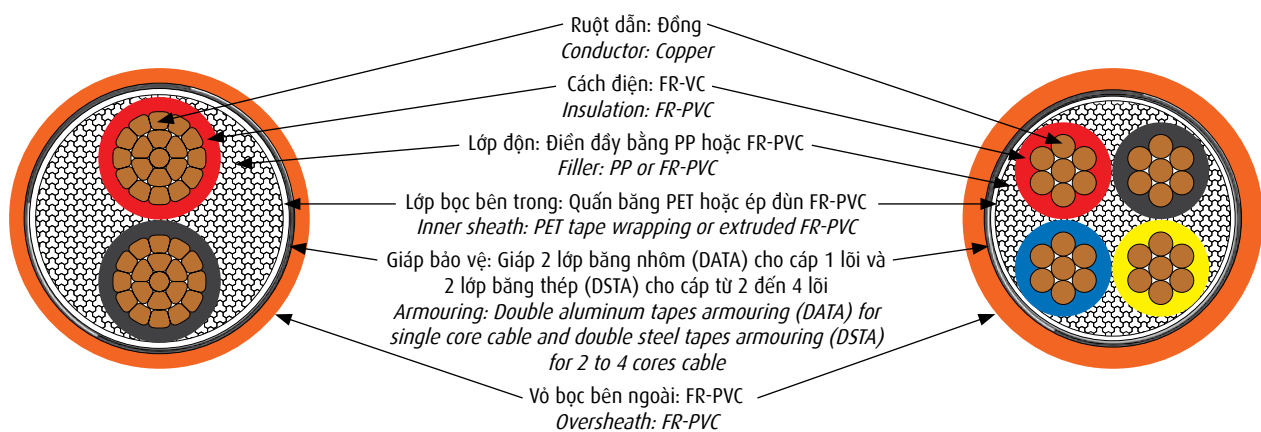 Ruột dẫn: Đồng
Conductor: Copper
Cách điện: FR-VC
Insulation: FR-PVC
Lớp độn: Điền đầy bằng PP hoặc FR-PVC
Filler: PP or FR-PVC
Lớp bọc bên trong: Quấn băng PET hoặc ép đùn FR-PVC
Inner sheath: PET tape wrapping or extruded FR-PVC
Giáp bảo vệ: Giáp 2 lớp băng nhôm (DATA) cho cáp 1 lõi và
2 lớp băng thép (DSTA) cho cáp từ 2 đến 4 lõi
Armouring: Double aluminum tapes armouring (DATA) for
single core cable and double steel tapes armouring (DSTA)
for 2 to 4 cores cable
Vỏ bọc bên ngoài: FR-PVC
Oversheath: FR-PVC